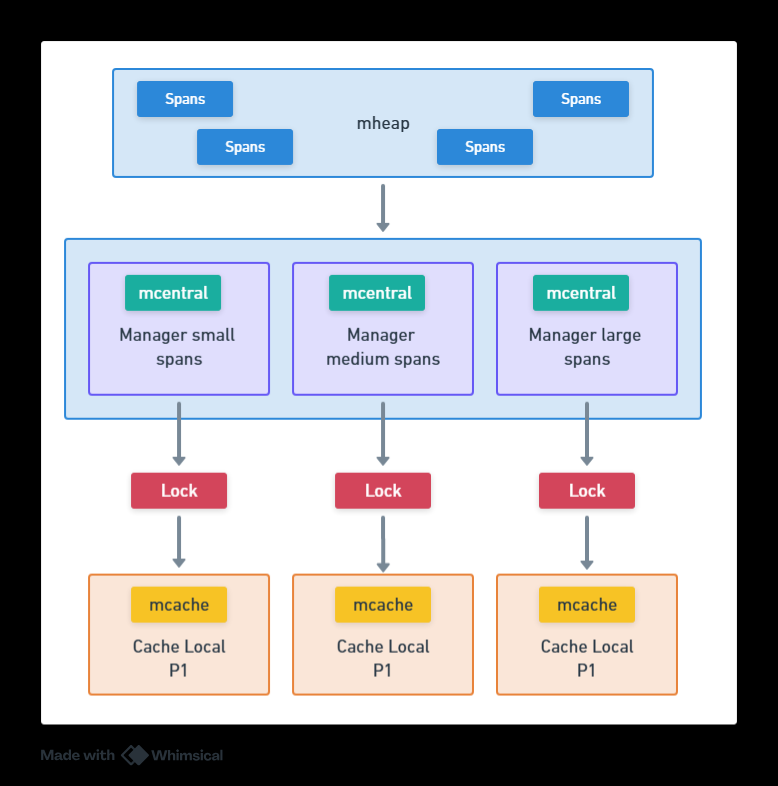 Spans
Spans
mheap
Spans
Spans
mcentral
mcentral
mcentral
Manager small
spans
Manager
medium spans
Manager large
spans
Lock
Lock
Lock
mcache
mcache
mcache
Cache Local
P1
Cache Local
P1
Cache Local
P1
Made with Whimsical